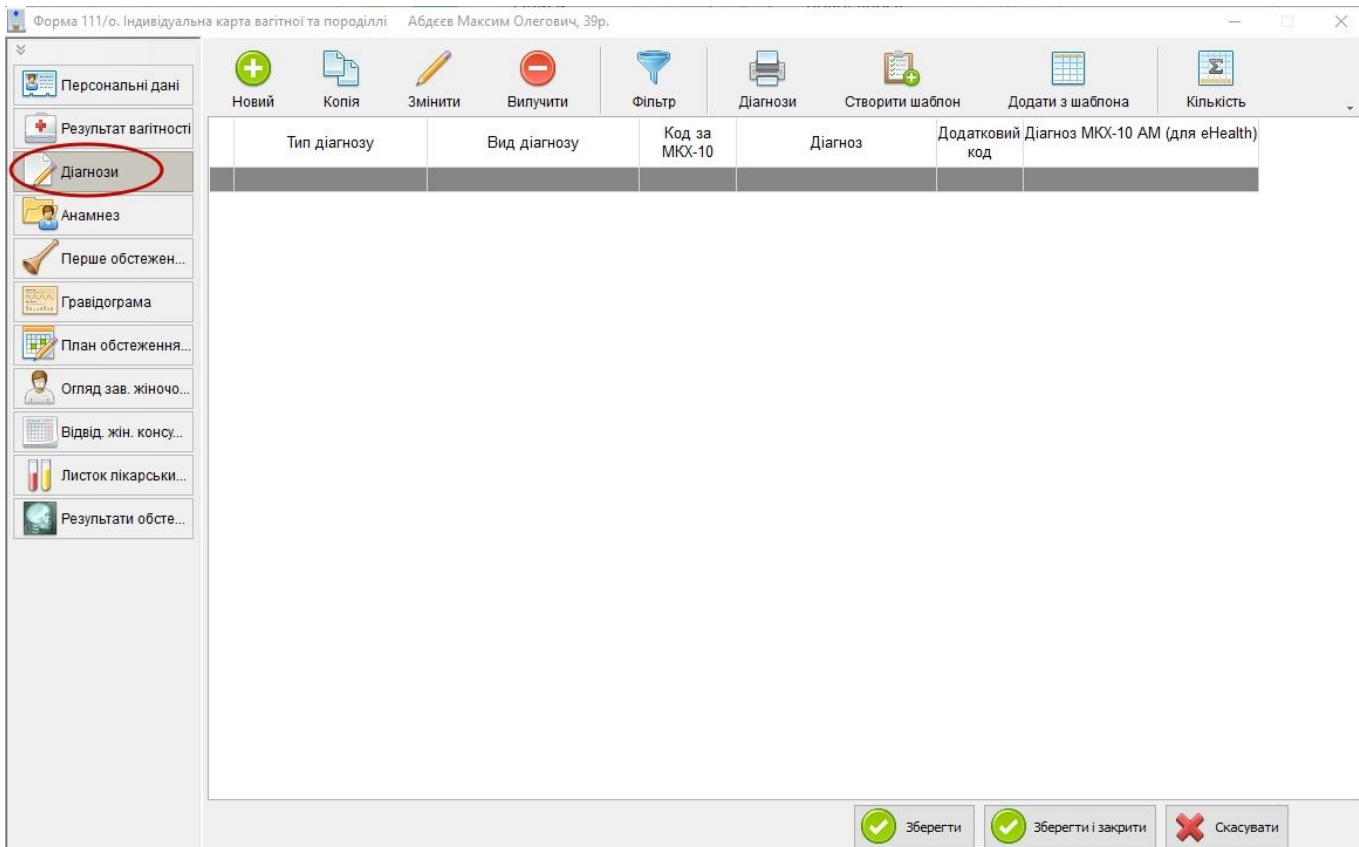 Форма 111/о. Індивідуальна карта вагітної та породіллі Абдєєв Максим Олегович, 39р.
Персональні дані
Результат вагітності
Діагнози
Анамнез
Перше обстежен...
Гравідограма
План обстеження...
Огляд зав. жіночо...
Відвід. жін. консу...
Листок лікарськи...
Результати обсте...
Новий Копія Змінити Вилучити Фільтр Діагнози Створити шаблон Додати з шаблона Кількість
Тип діагнозу Вид діагнозу Код за МКХ-10 Діагноз Додатковий код Діагноз МКХ-10 АМ (для eHealth)
Зберегти Зберегти і закрити Скасувати